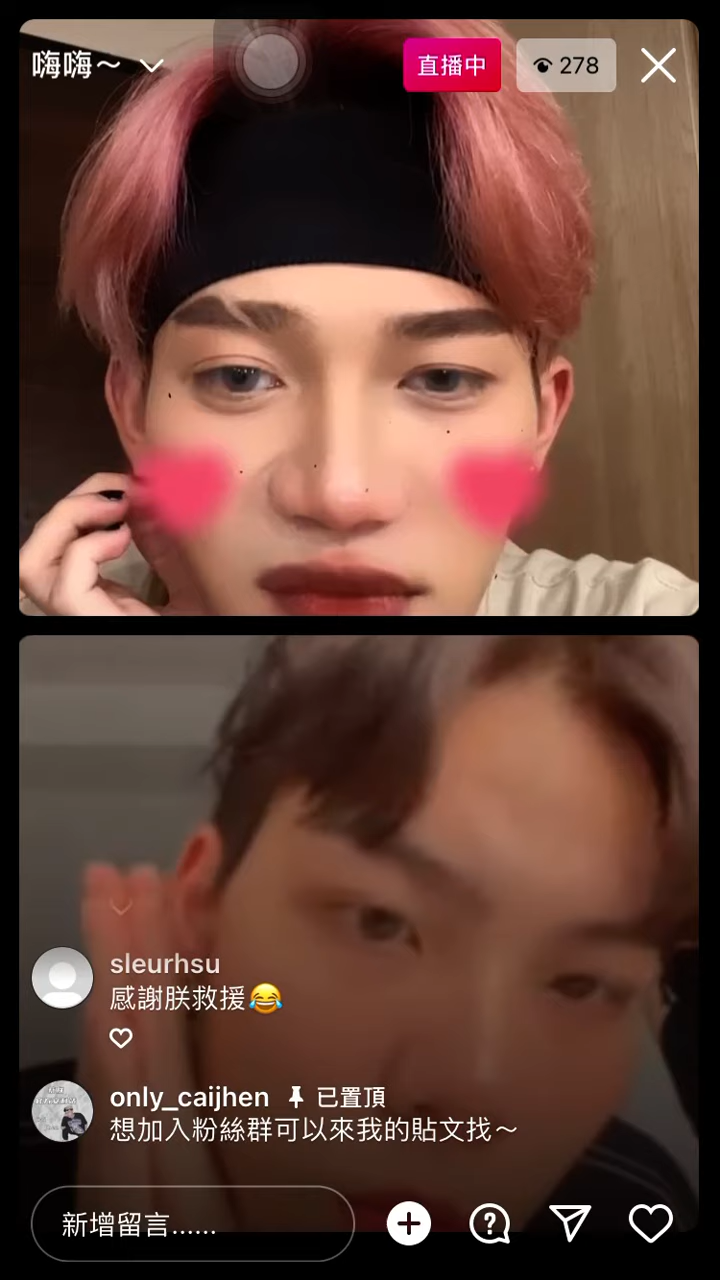 嗨嗨～
直播中
278
sleurhsu
感謝朕救援😂
only_caijhen 已置頂
想加入粉絲群可以來我的貼文找～
新增留言......